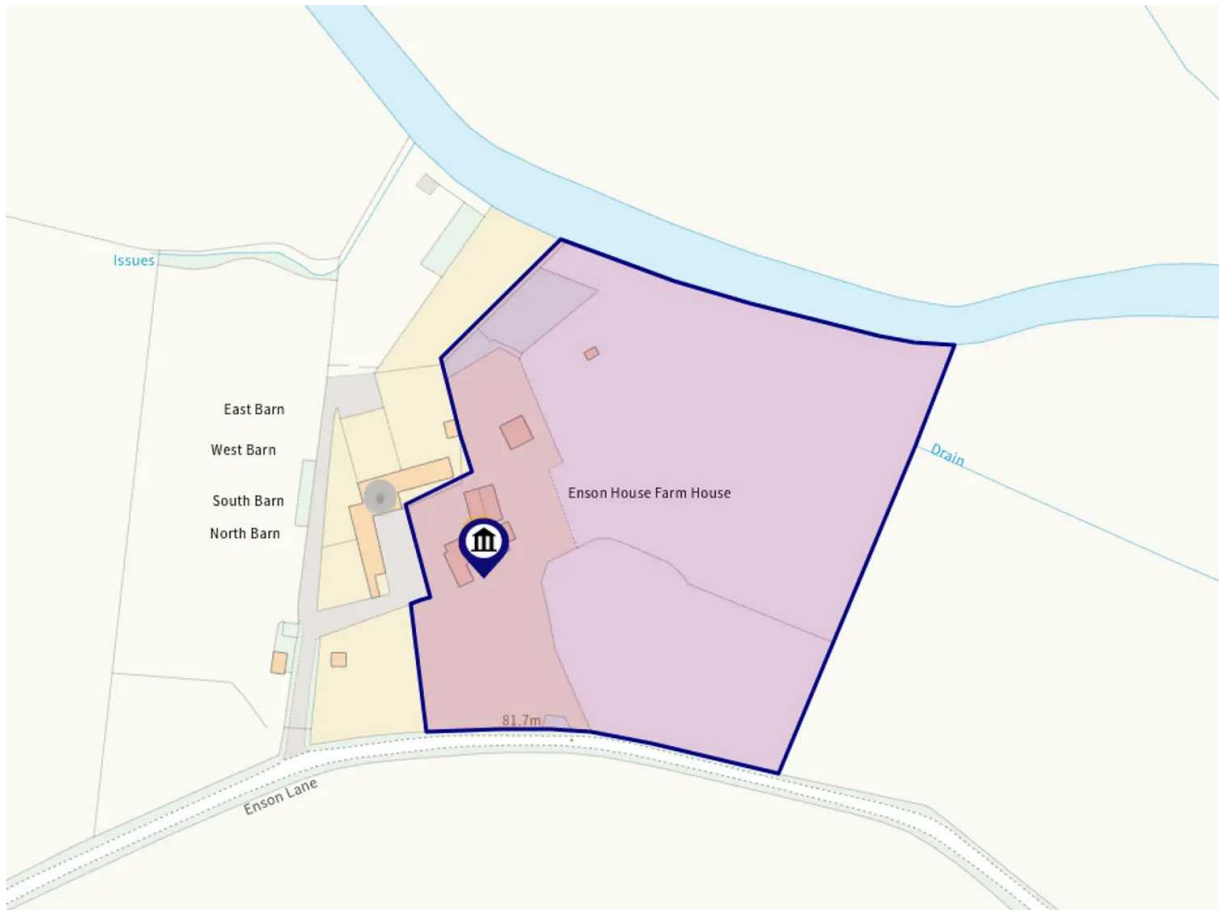 Issues
East Barn
West Barn
Drain
South Barn
Enson House Farm House
North Barn
81.7m
Enson Lane